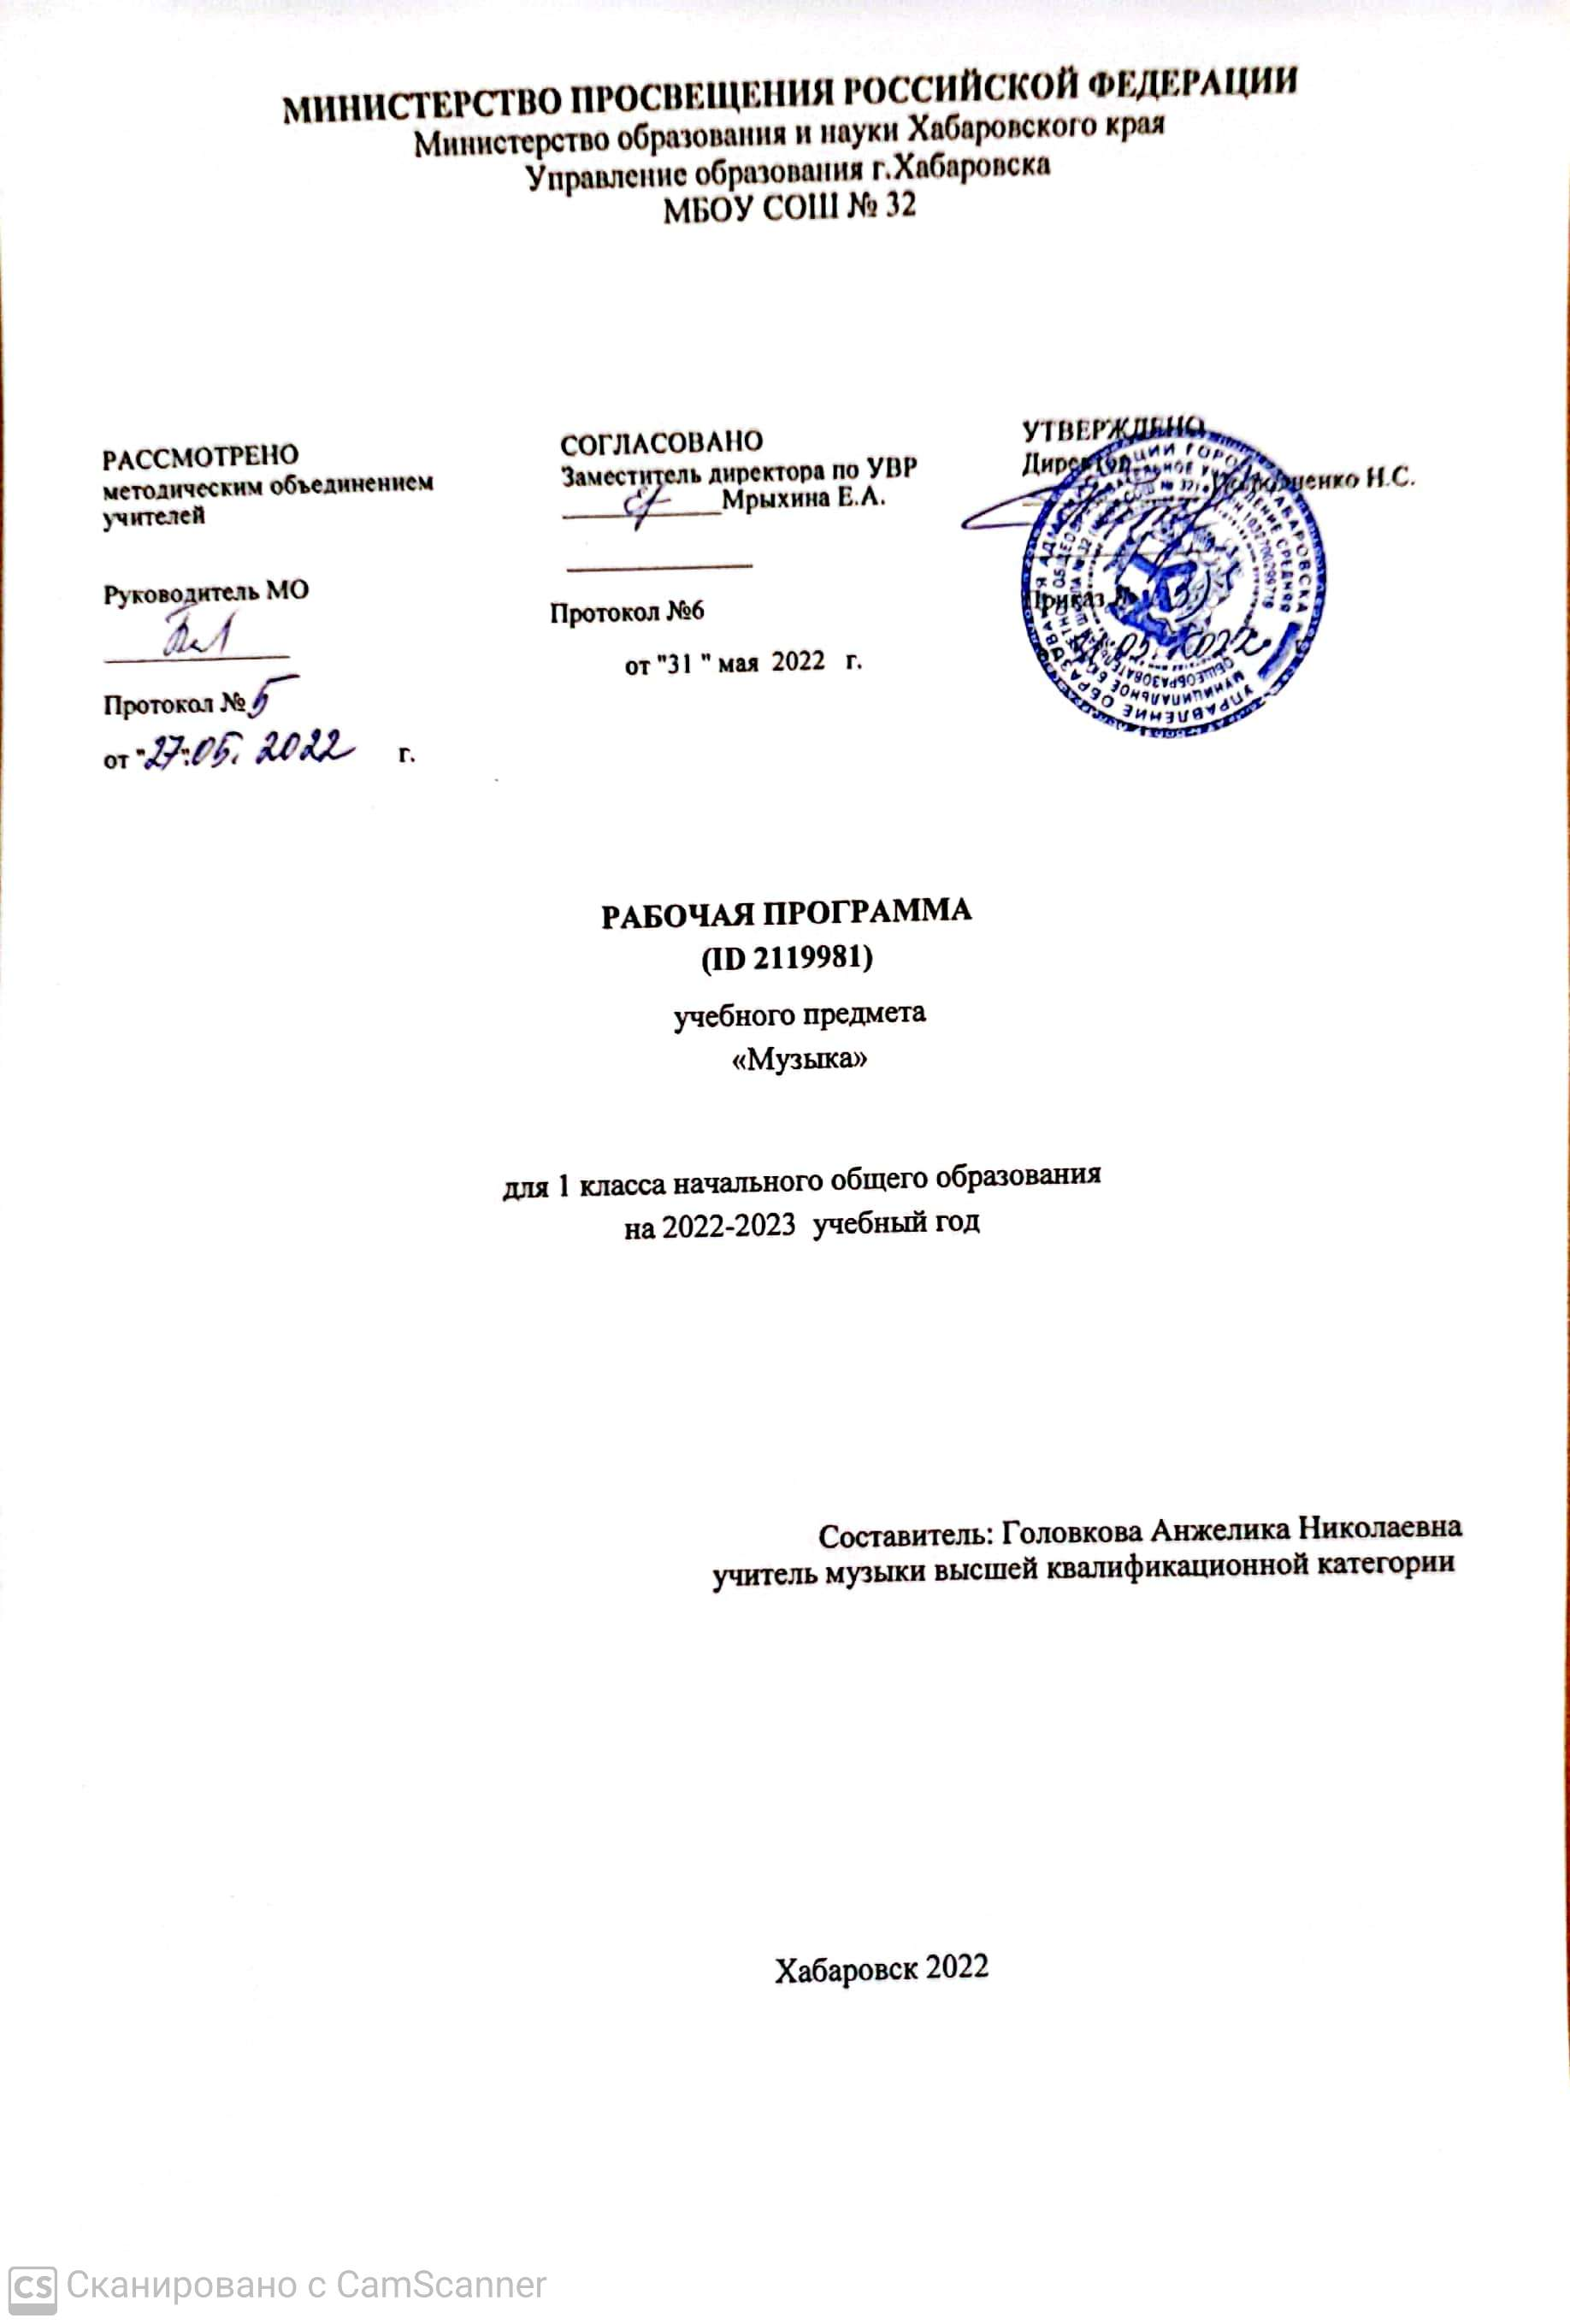 МИНИСТЕРСТВО ПРОСВЕЩЕНИЯ РОССИЙСКОЙ ФЕДЕРАЦИИ
Министерство образования и науки Хабаровского края
Управление образования г.Хабаровска
МБОУ СОШ № 32
РАССМОТРЕНО
методическим объединением
учителей
Руководитель МО
Протокол № 5
от "27".05. 2022 г.
СОГЛАСОВАНО
Заместитель директора по УВР
Мрыхина Е.А.
Протокол №6
от "31 " мая 2022 г.
УТВЕРЖДЕНО
Директор
Н.С.
Приказ
2022
РАБОЧАЯ ПРОГРАММА
(ID 2119981)
учебного предмета
«Музыка»
для 1 класса начального общего образования
на 2022-2023 учебный год
Составитель: Головкова Анжелика Николаевна
учитель музыки высшей квалификационной категории
Хабаровск 2022
CS Сканировано с CamScanner